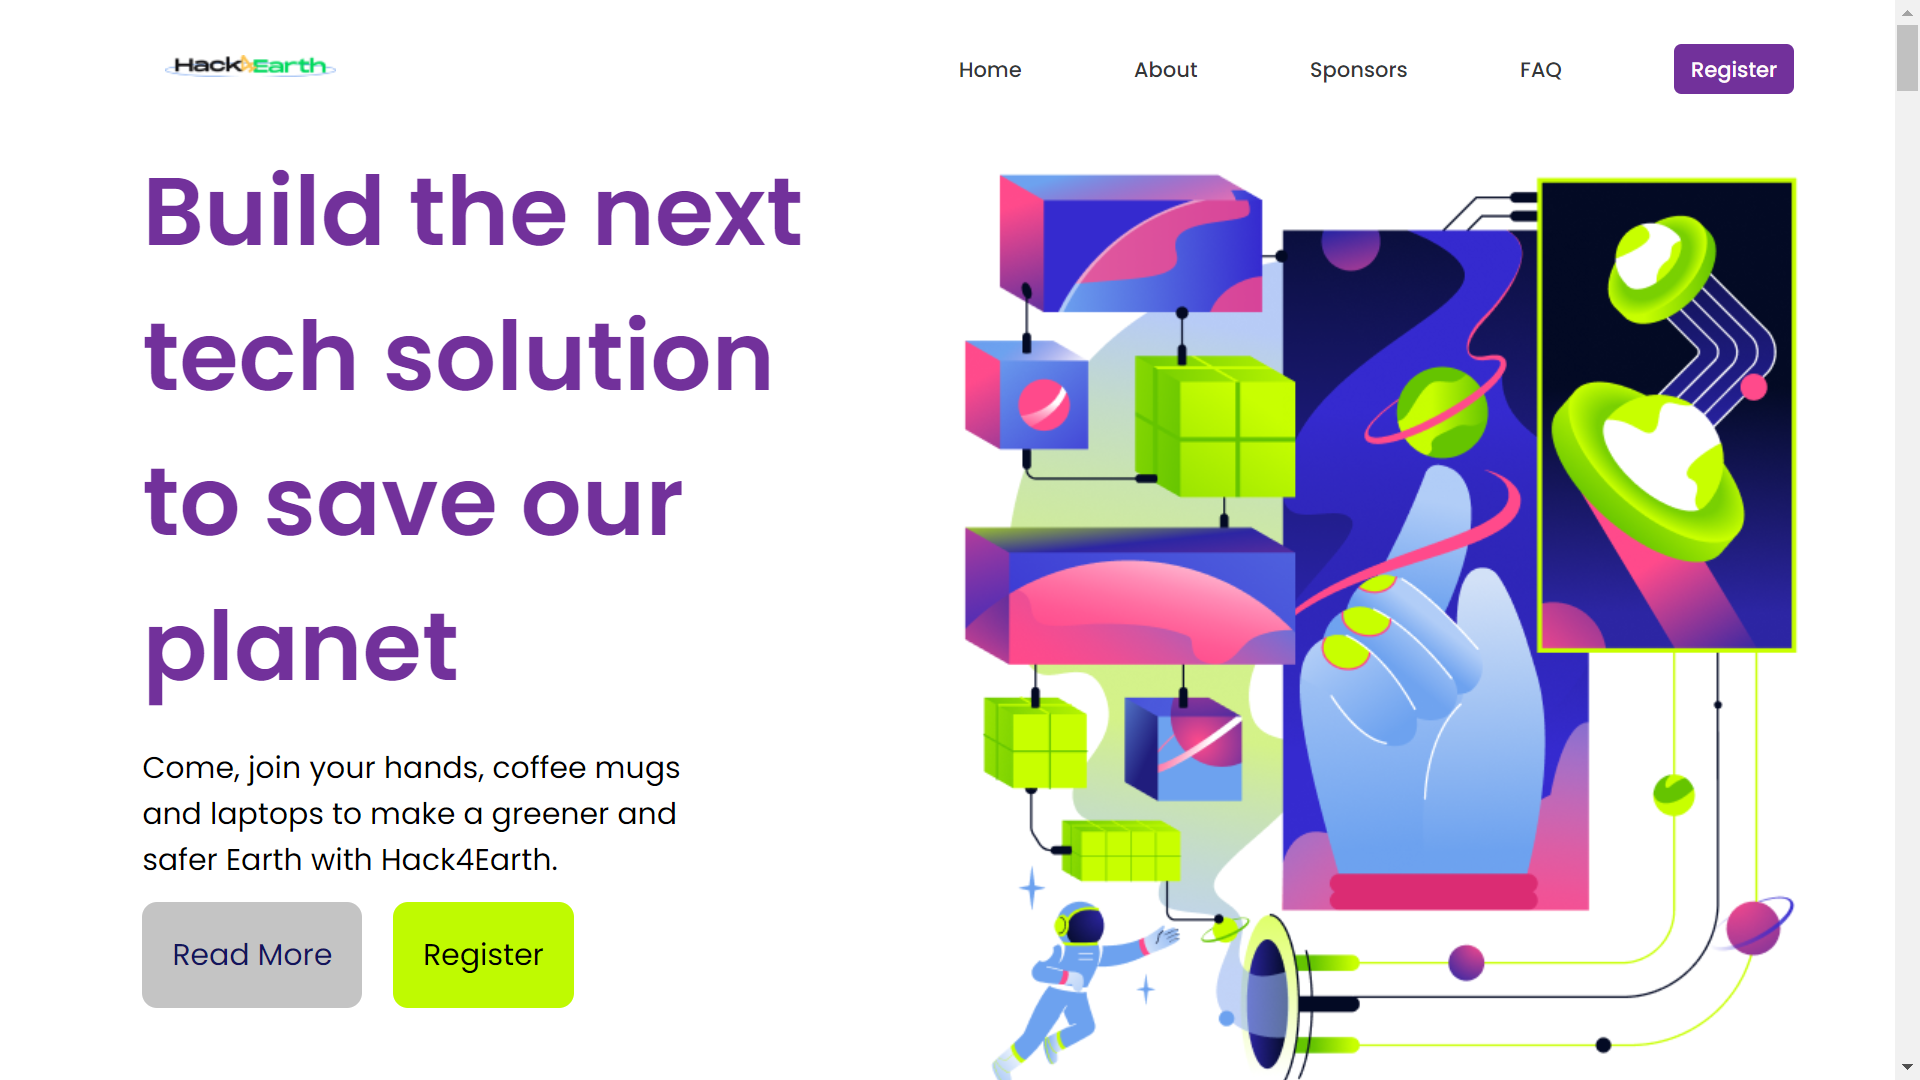 Hack4Earth
Home
About
Sponsors
FAQ
Register
Build the next
tech solution
to save our
planet
Come, join your hands, coffee mugs
and laptops to make a greener and
safer Earth with Hack4Earth.
Read More
Register